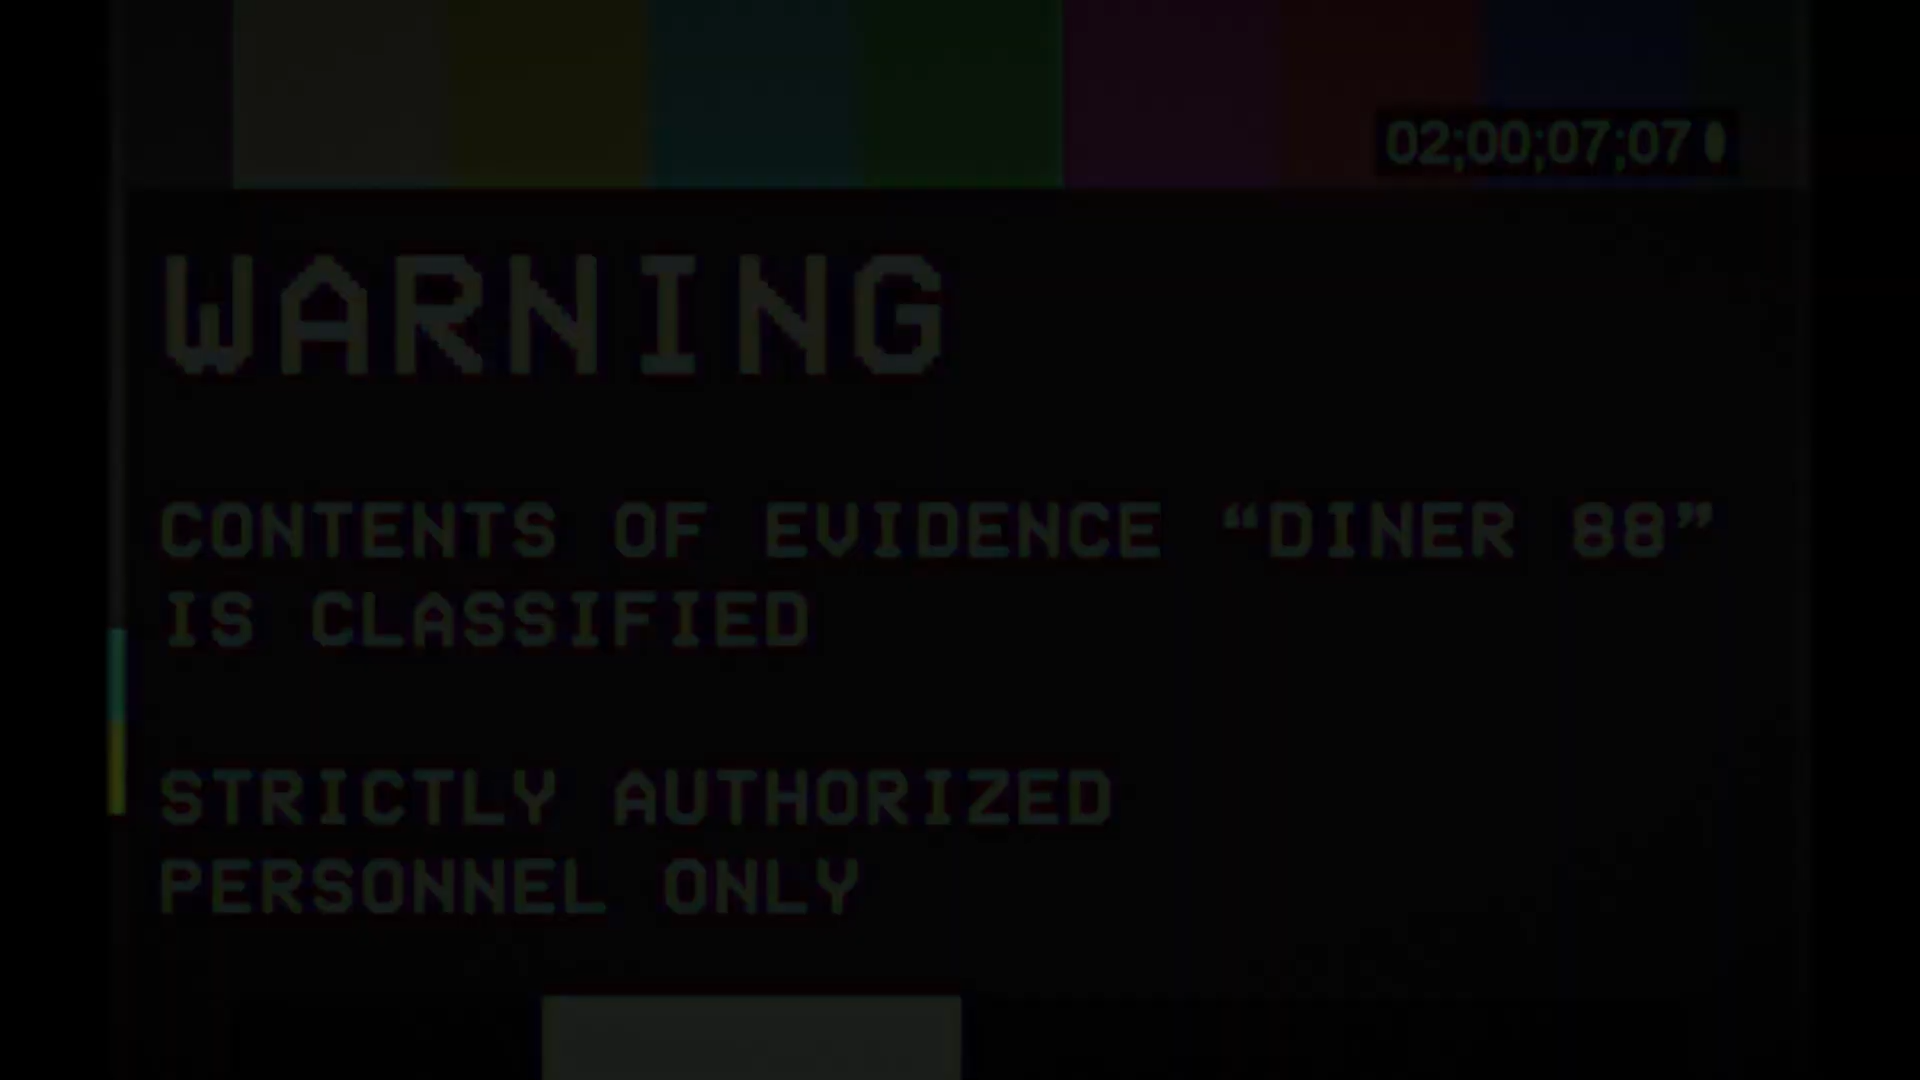 02;00;07;07
WARNING
CONTENTS OF EVIDENCE “DINER 88”
IS CLASSIFIED
STRICTLY AUTHORIZED
PERSONNEL ONLY